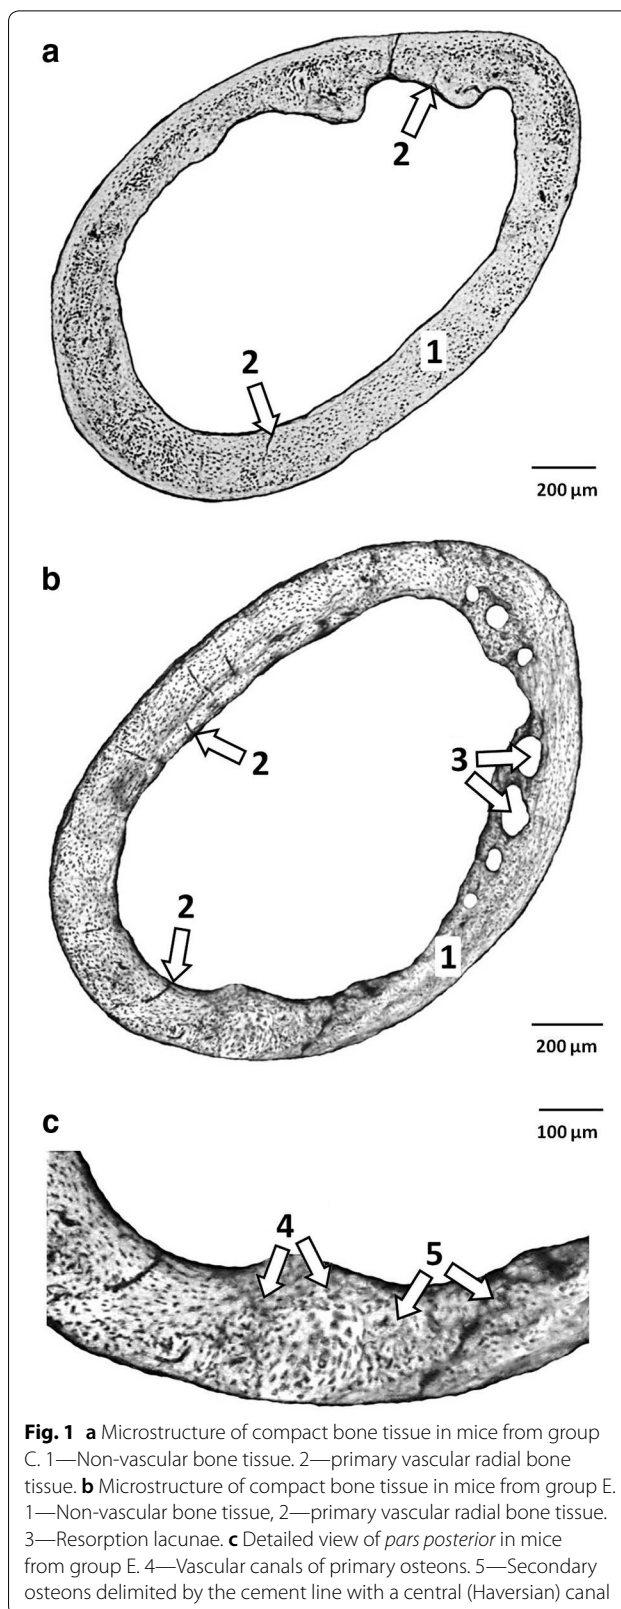 a
2
2
1
200 µm
b
2
3
2
1
200 µm
c
100 µm
4
5
Fig. 1 a Microstructure of compact bone tissue in mice from group
C. 1—Non-vascular bone tissue. 2—primary vascular radial bone
tissue. b Microstructure of compact bone tissue in mice from group E.
1—Non-vascular bone tissue, 2—primary vascular radial bone tissue.
3—Resorption lacunae. c Detailed view of pars posterior in mice
from group E. 4—Vascular canals of primary osteons. 5—Secondary
osteons delimited by the cement line with a central (Haversian) canal